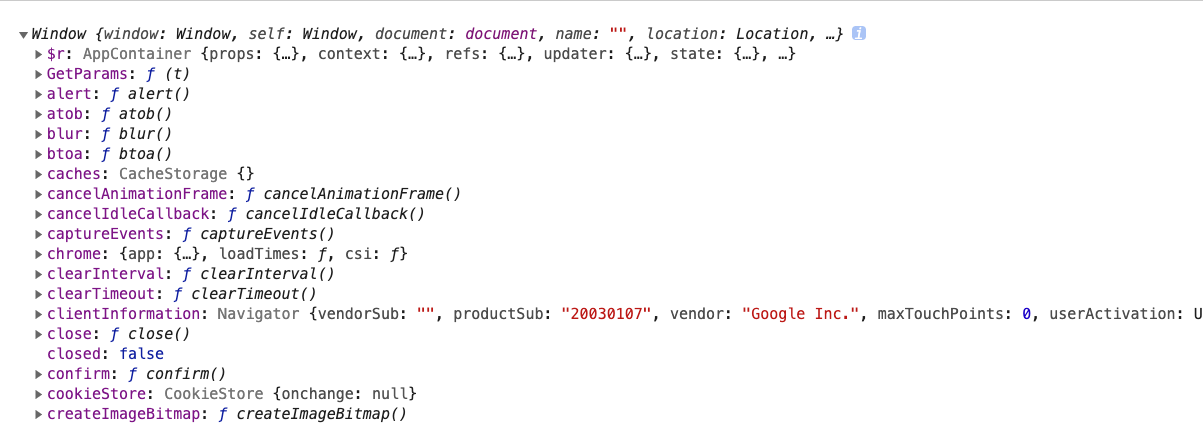 ▼Window {window: Window, self: Window, document: document, name: "", location: Location, …} i
▶$r: AppContainer {props: {…}, context: {…}, refs: {…}, updater: {…}, state: {…}, …}
▶GetParams: ƒ (t)
▶alert: ƒ alert()
▶atob: ƒ atob()
▶blur: ƒ blur()
▶btoa: ƒ btoa()
▶caches: CacheStorage {}
▶cancelAnimationFrame: ƒ cancelAnimationFrame()
▶cancelIdleCallback: ƒ cancelIdleCallback()
▶captureEvents: ƒ captureEvents()
▶chrome: {app: {…}, loadTimes: ƒ, csi: ƒ}
▶clearInterval: ƒ clearInterval()
▶clearTimeout: ƒ clearTimeout()
▶clientInformation: Navigator {vendorSub: "", productSub: "20030107", vendor: "Google Inc.", maxTouchPoints: 0, userActivation: U
▶close: ƒ close()
closed: false
▶confirm: ƒ confirm()
▶cookieStore: CookieStore {onchange: null}
▶createImageBitmap: ƒ createImageBitmap()